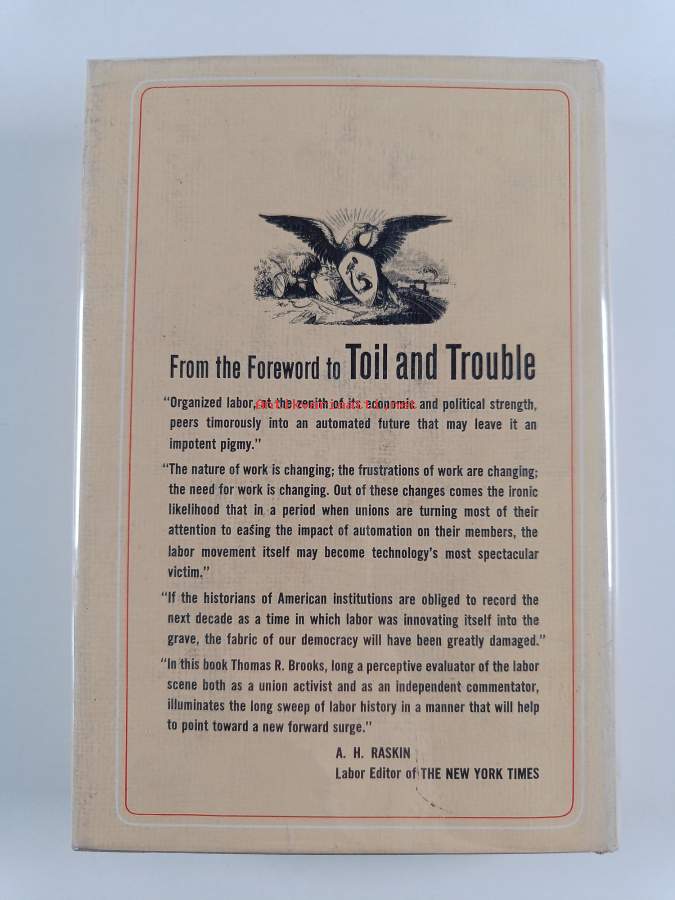 From the Foreword to Toil and Trouble
“Organized labor, at the zenith of its economic and political strength,
peers timorously into an automated future that may leave it an
impotent pigmy.”
“The nature of work is changing; the frustrations of work are changing;
the need for work is changing. Out of these changes comes the ironic
likelihood that in a period when unions are turning most of their
attention to easing the impact of automation on their members, the
labor movement itself may become technology’s most spectacular
victim.”
“If the historians of American institutions are obliged to record the
next decade as a time in which labor was innovating itself into the
grave, the fabric of our democracy will have been greatly damaged.”
“In this book Thomas R. Brooks, long a perceptive evaluator of the labor
scene both as a union activist and as an independent commentator,
illuminates the long sweep of labor history in a manner that will help
to point toward a new forward surge.”
A. H. RASKIN
Labor Editor of THE NEW YORK TIMES